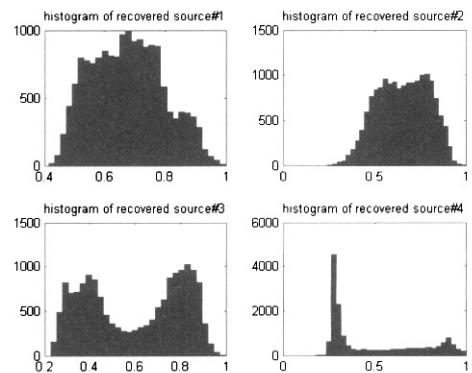 histogram of recovered source#1
1000
500
0
0.4 0.6 0.8 1
histogram of recovered source#2
1500
1000
500
0
0.5 1
histogram of recovered source#3
1500
1000
500
0
0.2 0.4 0.6 0.8 1
histogram of recovered source#4
6000
4000
2000
0
0 0.5 1